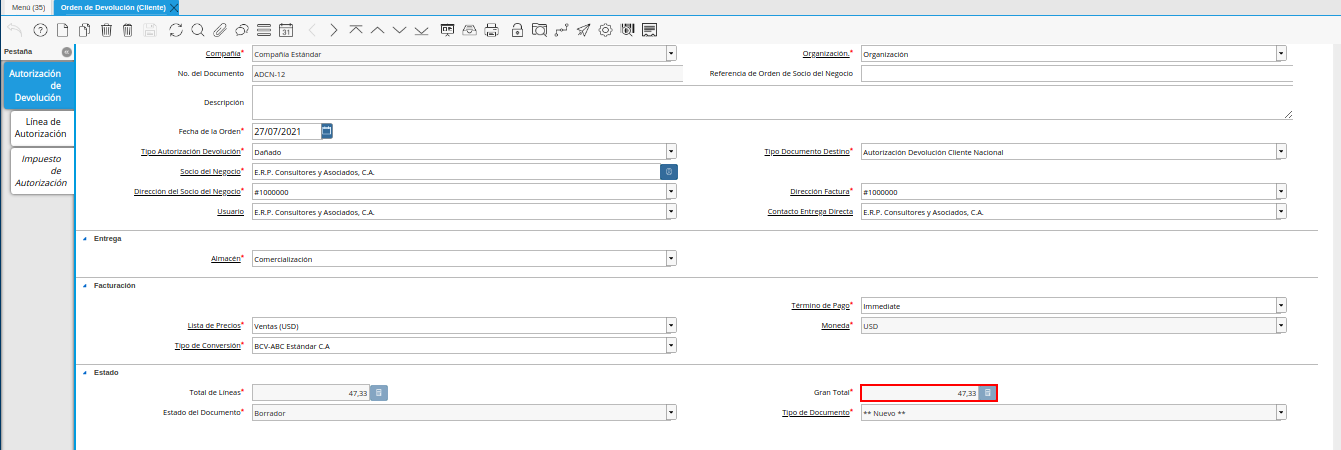 Menú (35) Orden de Devolución (Cliente)
31
Pestaña
Autorización de Devolución
Línea de Autorización
Impuesto de Autorización
Compañía* Compañia Estándar Organización.* Organización
No. del Documento ADCN-12 Referencia de Orden de Socio del Negocio
Descripción
Fecha de la Orden* 27/07/2021
Tipo Autorización Devolución* Dañado Tipo Documento Destino* Autorización Devolución Cliente Nacional
Socio del Negocio* E.R.P. Consultores y Asociados, C.A.
Dirección del Socio del Negocio* #1000000 Dirección Factura* #1000000
Usuario E.R.P. Consultores y Asociados, C.A. Contacto Entrega Directa E.R.P. Consultores y Asociados, C.A.
Entrega
Almacén* Comercialización
Facturación
Término de Pago* Immediate
Lista de Precios* Ventas (USD) Moneda* USD
Tipo de Conversión* BCV-ABC Estándar C.A
Estado
Total de Líneas* 47,33 Gran Total* 47,33
Estado del Documento* Borrador Tipo de Documento* ** Nuevo **